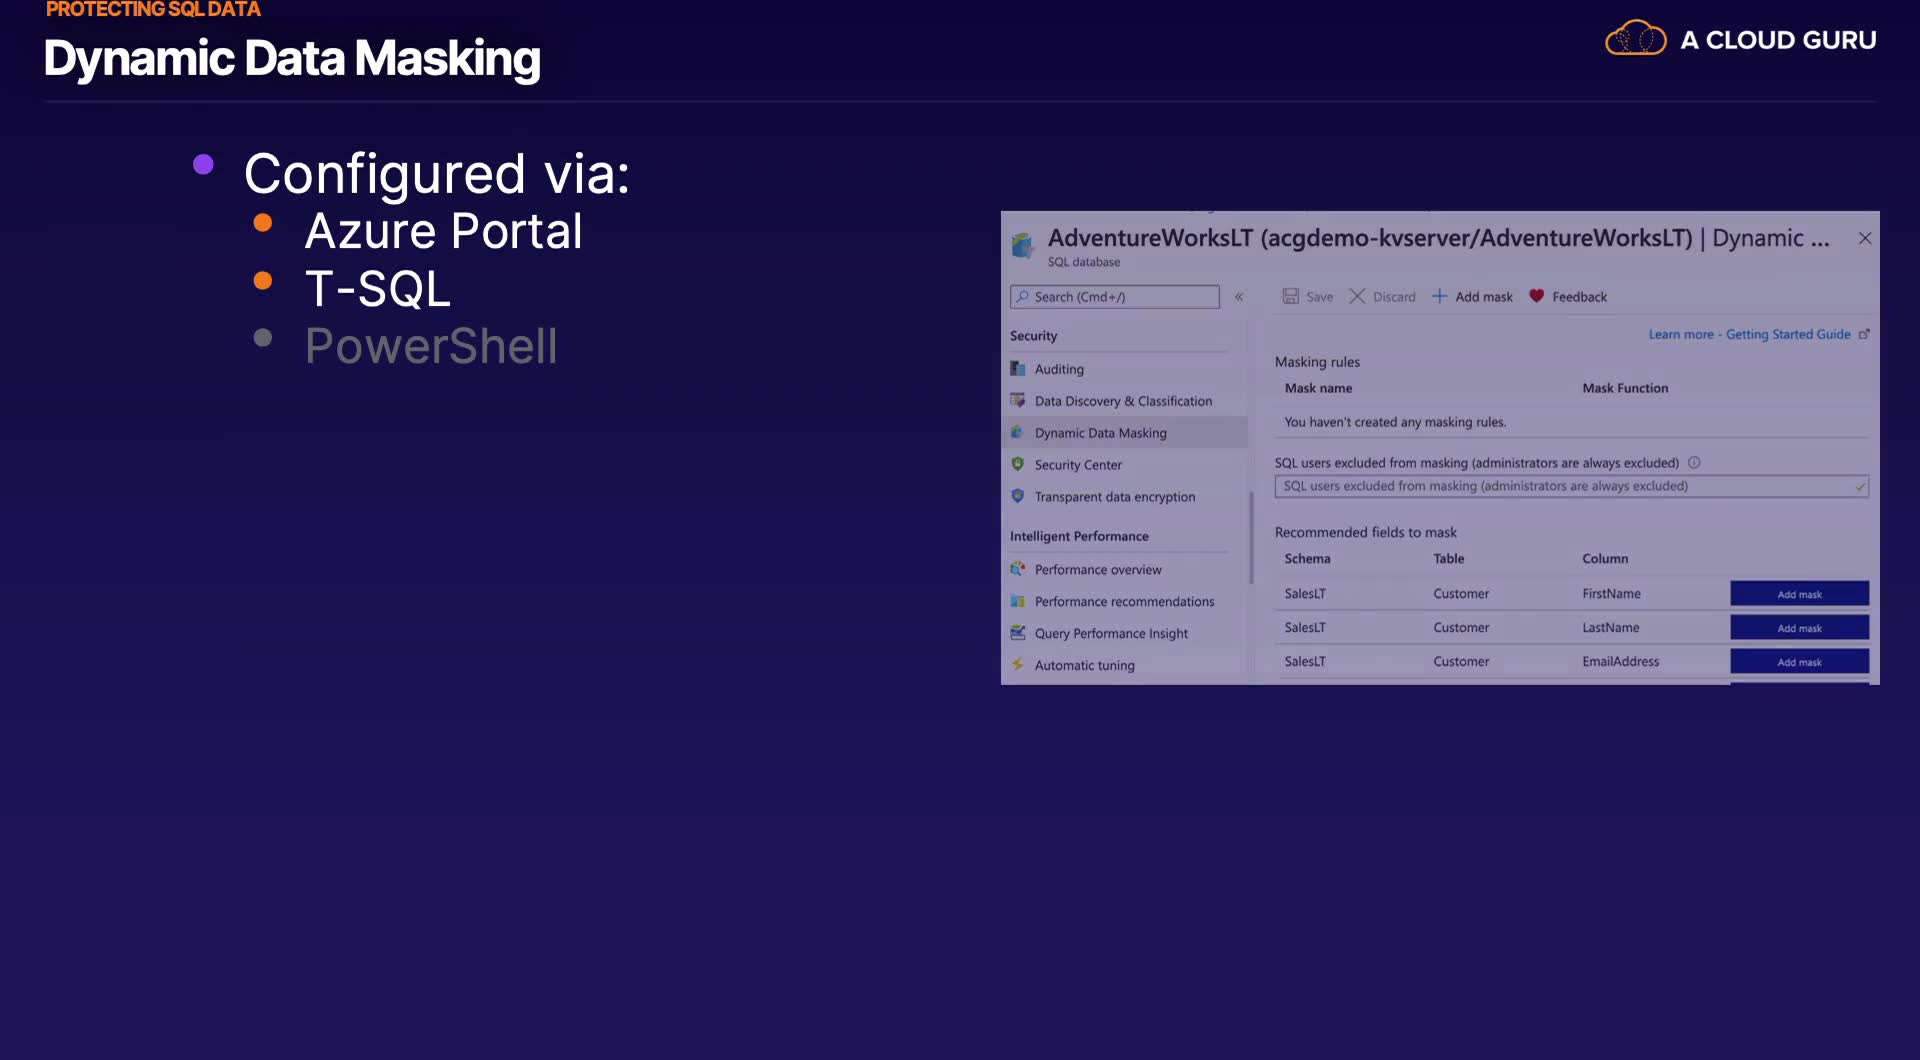 PROTECTING SQL DATA
Dynamic Data Masking
A CLOUD GURU
Configured via:
Azure Portal
T-SQL
PowerShell
AdventureWorksLT (acgdemo-kvserver/AdventureWorksLT) | Dynamic ...
SQL database
Search (Cmd+/)
«
Save
Discard
Add mask
Feedback
Learn more - Getting Started Guide
Security
Auditing
Data Discovery & Classification
Dynamic Data Masking
Security Center
Transparent data encryption
Intelligent Performance
Performance overview
Performance recommendations
Query Performance Insight
Automatic tuning
Masking rules
Mask name Mask Function
You haven't created any masking rules.
SQL users excluded from masking (administrators are always excluded)
SQL users excluded from masking (administrators are always excluded)
Recommended fields to mask
Schema Table Column
SalesLT Customer FirstName Add mask
SalesLT Customer LastName Add mask
SalesLT Customer EmailAddress Add mask